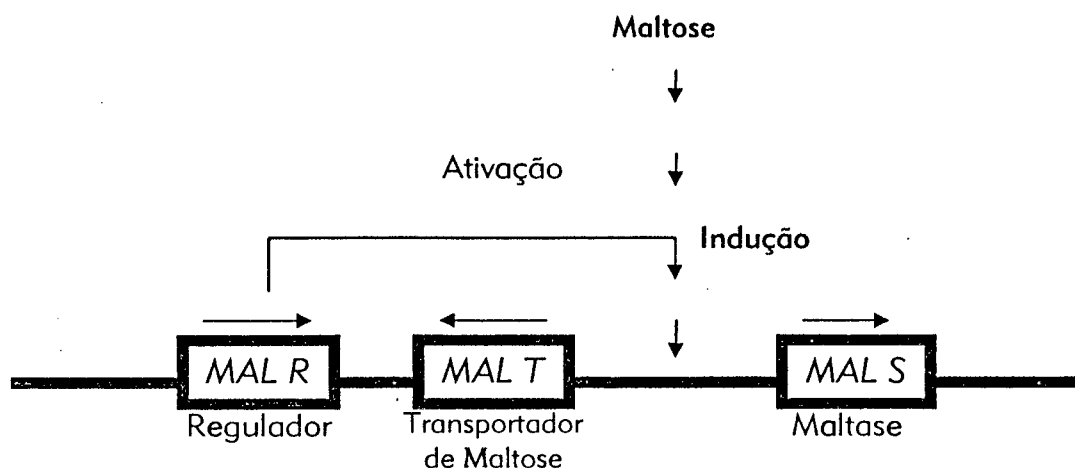 Maltose
Ativação
Indução
MAL R
MAL T
MAL S
Regulador
Transportador
de Maltose
Maltase